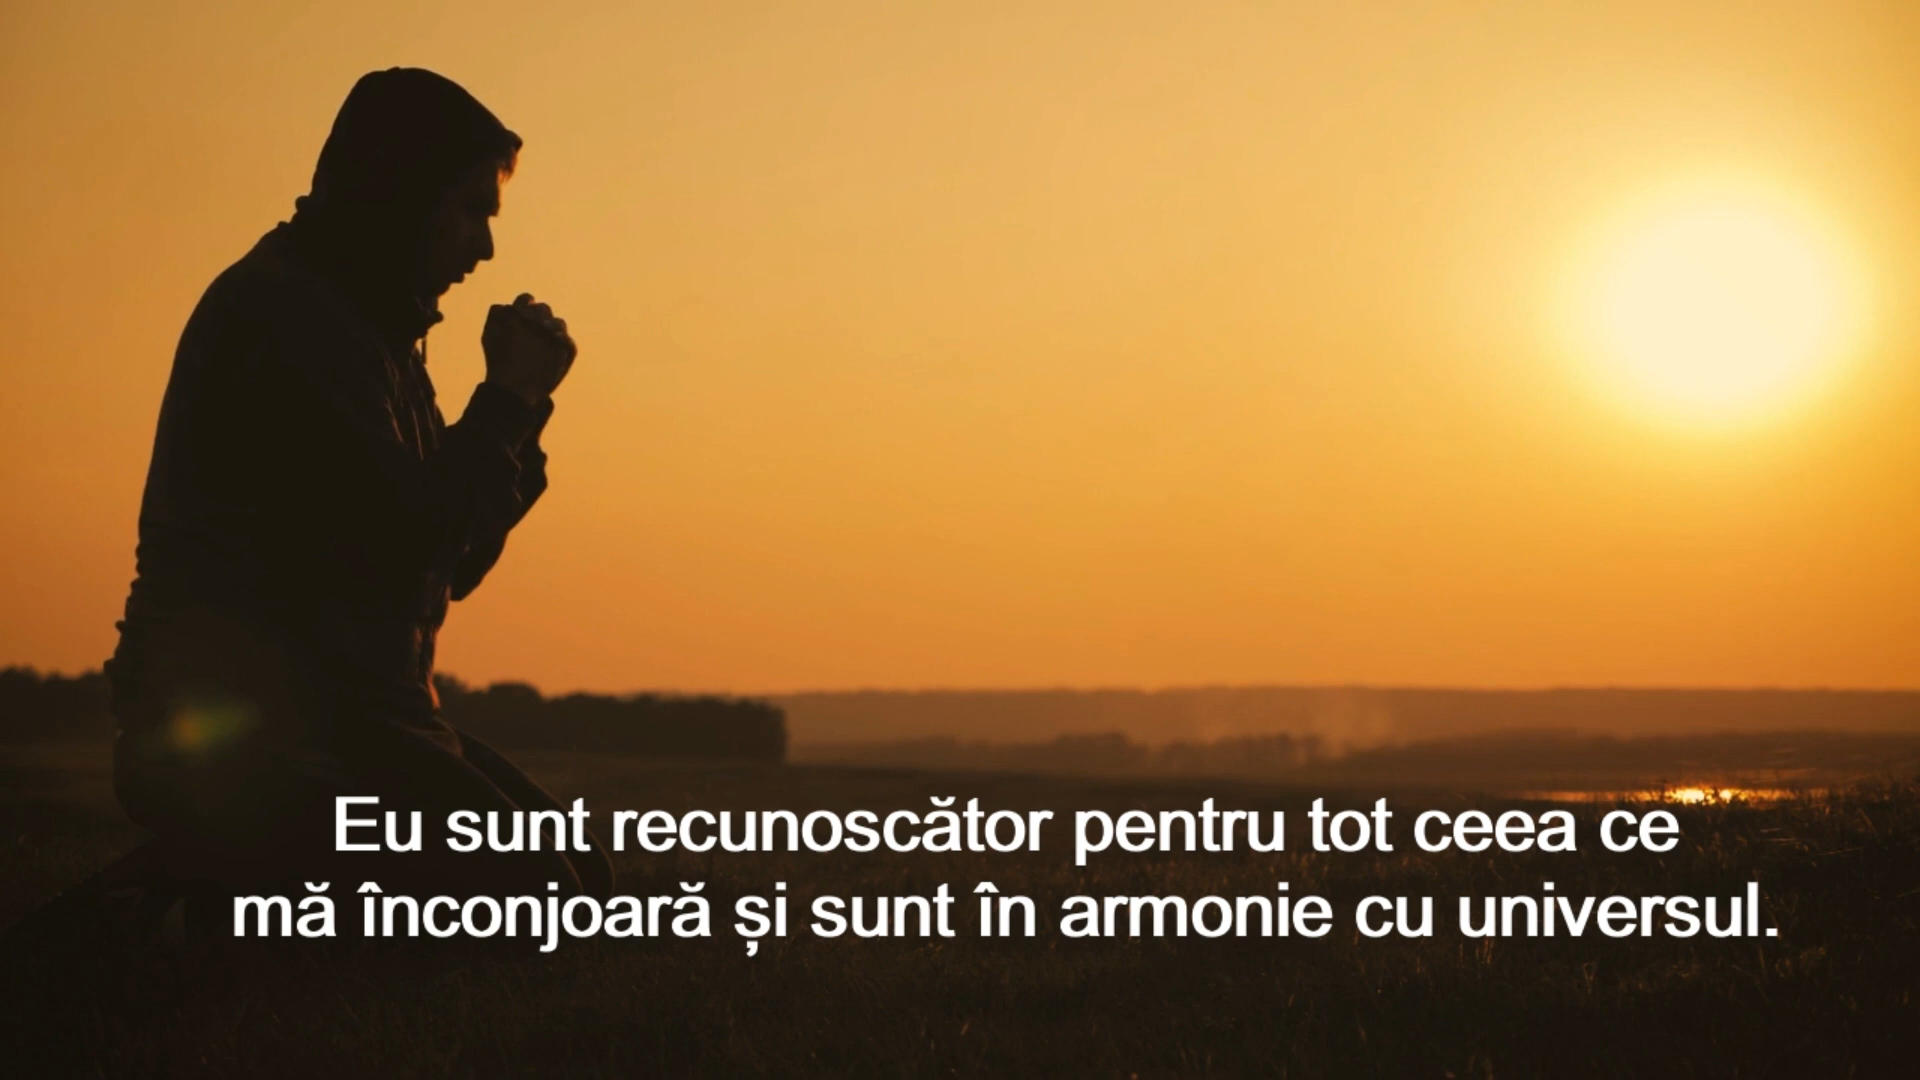 Eu sunt recunoscător pentru tot ceea ce
mă înconjoară și sunt în armonie cu universul.